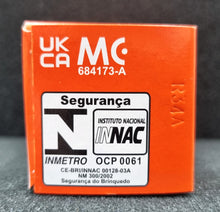 UK
CA
MC
684173-A
Segurança
N
INMETRO
INSTITUTO NACIONAL
INNAC
OCP 0061
CE-BRI/INNAC 00128-03A
NM 300/2002
Segurança do Brinquedo